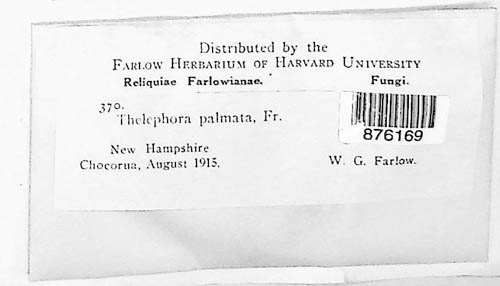 Distributed by the
FARLOW HERBARIUM OF HARVARD UNIVERSITY
Reliquiae Farlowianae. Fungi.
370.
Thelephora palmata, Fr.
876169
New Hampshire
Chocorua, August 1915. W. G. Farlow.